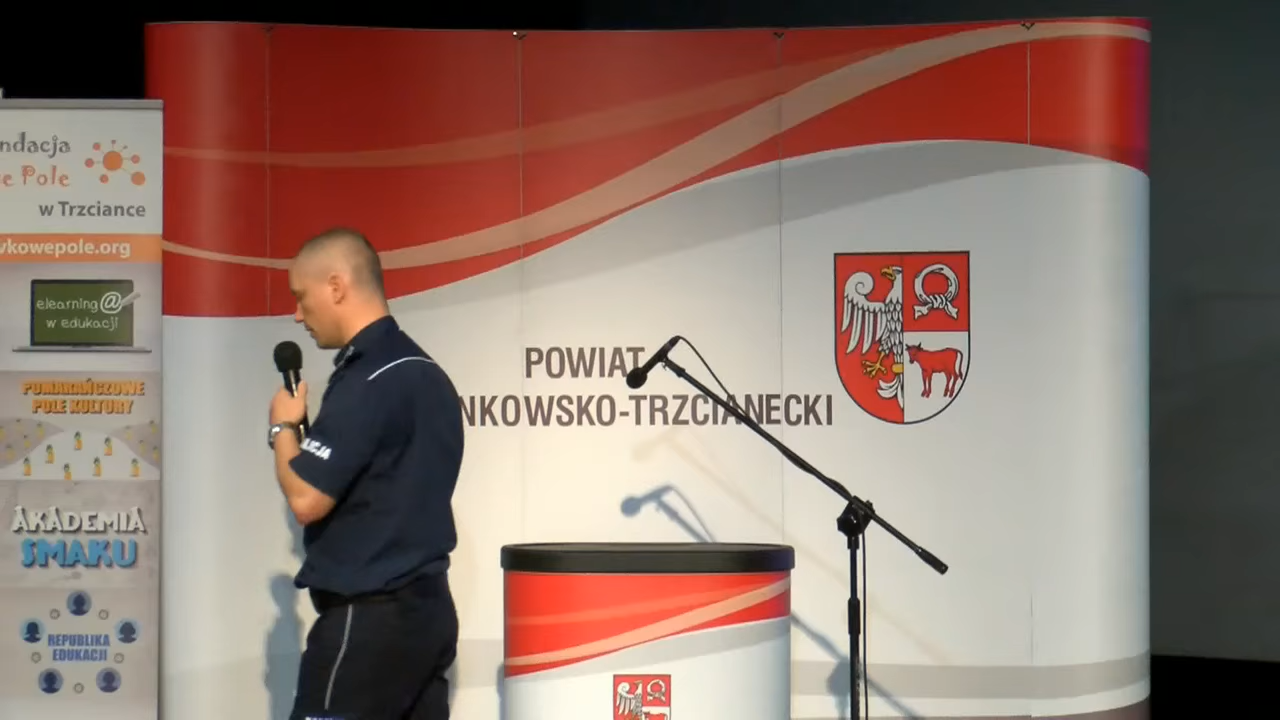 ndacja
e Pole
w Trzciance
wkowepole.org
elearning@
w edukacji
POMARAŃCZOWE
POLE KULTURY
AKADEMIA
SMAKU
REPUBLIKA
EDUKACJI
POWIAT
NKOWSKO-TRZCIANECKI
LICJA